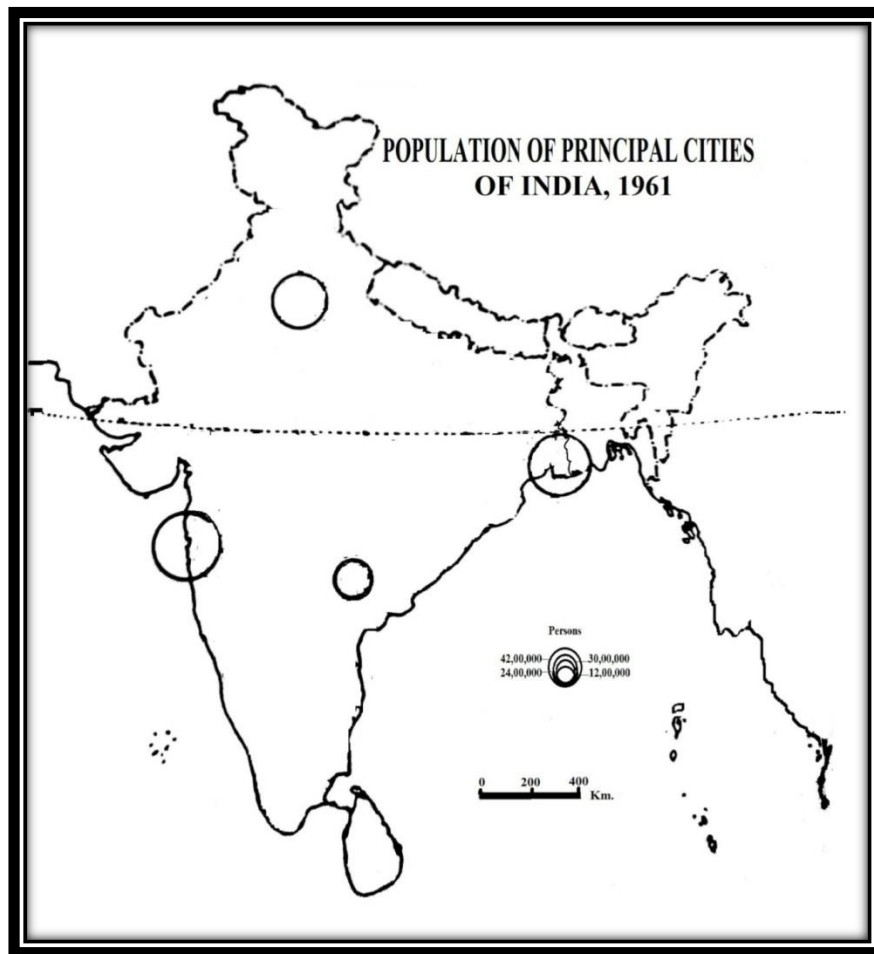 POPULATION OF PRINCIPAL CITIES
OF INDIA, 1961
Persons
42,00,000 30,00,000
24,00,000 12,00,000
0 200 400
Km.